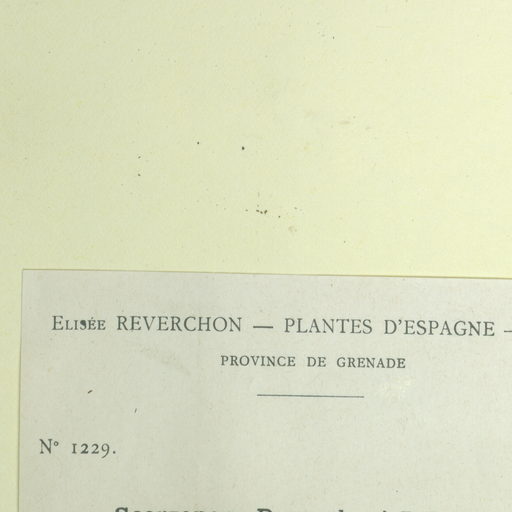 Elisée REVERCHON — PLANTES D'ESPAGNE —
PROVINCE DE GRENADE
N° 1229.